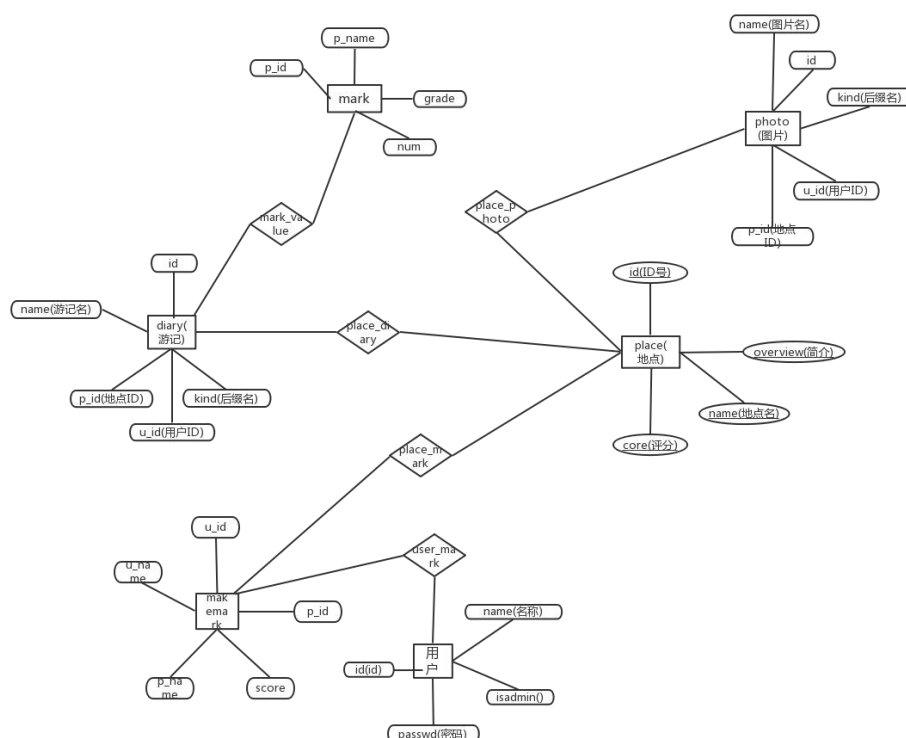 p_name
name(图片名)
p_id
id
mark
grade
kind(后缀名)
photo
(图片)
num
u_id(用户ID)
place_p
hoto
mark_va
lue
p_id(地点
ID)
id
id(ID号)
name(游记名)
diary(
游记)
place_di
ary
place(
地点)
overview(简介)
p_id(地点ID)
kind(后缀名)
name(地点名)
u_id(用户ID)
core(评分)
place_m
ark
u_id
user_ma
rk
u_na
me
mak
ema
rk
p_id
name(名称)
用
户
id(id)
p_na
me
score
isadmin()
passwd(密码)